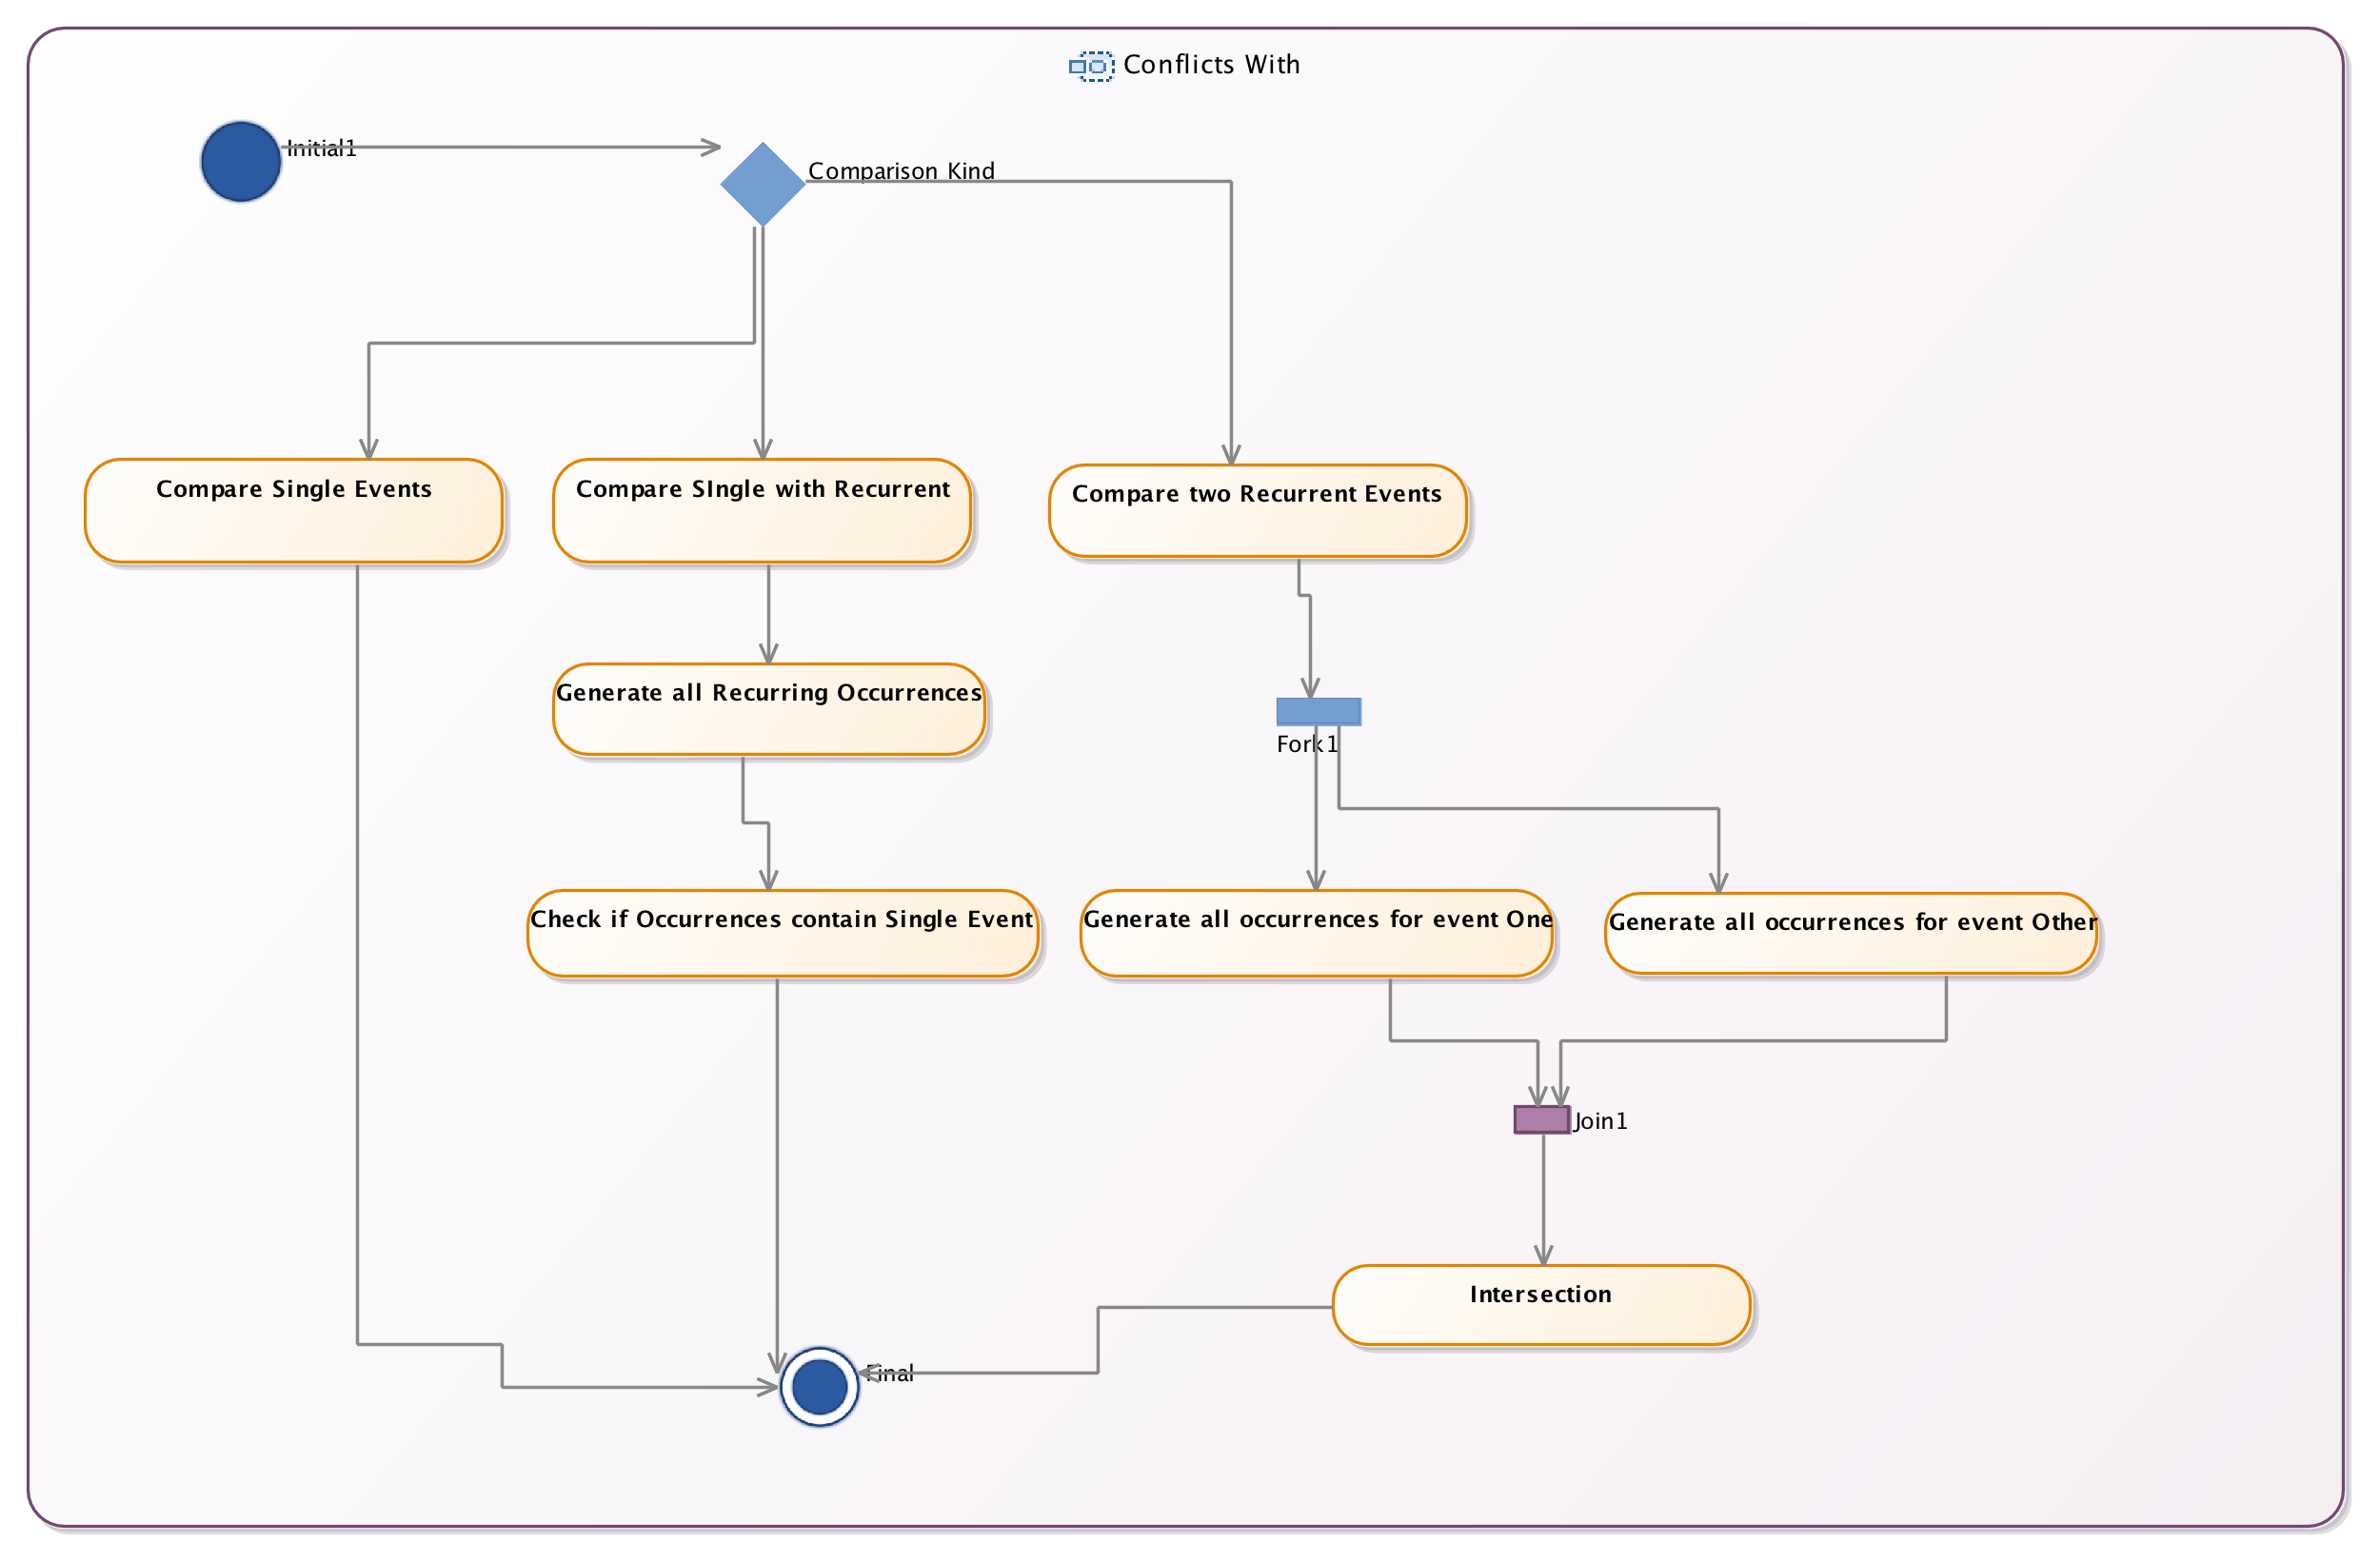 Conflicts With
Initial1
Comparison Kind
Compare Single Events
Compare SIngle with Recurrent
Compare two Recurrent Events
Generate all Recurring Occurrences
Fork1
Check if Occurrences contain Single Event
Generate all occurrences for event One
Generate all occurrences for event Other
Join1
Intersection
Final